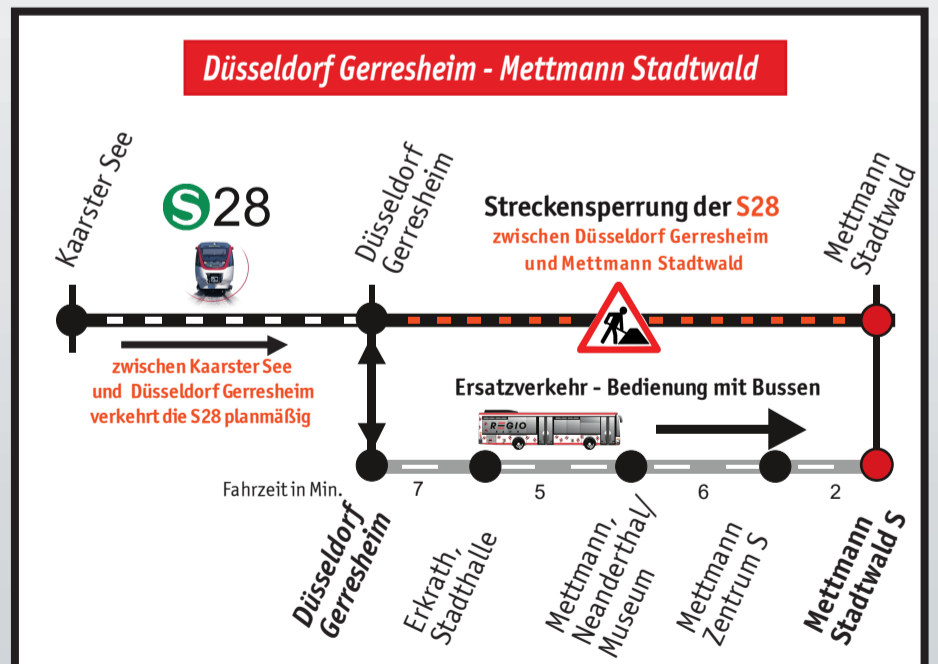 Düsseldorf Gerresheim - Mettmann Stadtwald
Kaarster See
S 28
Düsseldorf
Gerresheim
Streckensperrung der S28
zwischen Düsseldorf Gerresheim
und Mettmann Stadtwald
Mettmann
Stadtwald
zwischen Kaarster See
und Düsseldorf Gerresheim
verkehrt die S28 planmäßig
Ersatzverkehr - Bedienung mit Bussen
REGIO
Fahrzeit in Min.
7
5
6
2
Düsseldorf
Gerresheim
Erkrath,
Stadthalle
Mettmann,
Neanderthal/
Museum
Mettmann
Zentrum S
Mettmann
Stadtwald S